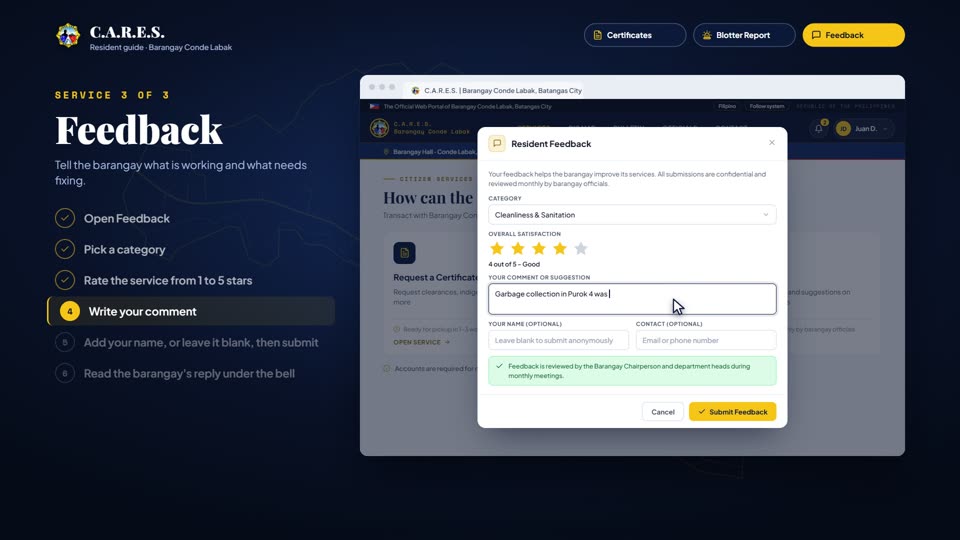 C.A.R.E.S.
Resident guide · Barangay Conde Labak
Certificates
Blotter Report
Feedback
SERVICE 3 OF 3
Feedback
Tell the barangay what is working and what needs
fixing.
Open Feedback
Pick a category
Rate the service from 1 to 5 stars
4 Write your comment
5 Add your name, or leave it blank, then submit
6 Read the barangay's reply under the bell
C.A.R.E.S. | Barangay Conde Labak, Batangas City
The Official Web Portal of Barangay Conde Labak, Batangas City
Filipino
Follow system
REPUBLIC OF THE PHILIPPINES
C.A.R.E.S.
Barangay Conde Labak
JD Juan D.
Barangay Hall · Conde Labak,
CITIZEN SERVICES
How can the
Transact with Barangay Con
Request a Certificate
Request clearances, indige
more
Ready for pickup in 1–3 wo
OPEN SERVICE
Accounts are required for r
and suggestions on
by barangay officials
Resident Feedback
Your feedback helps the barangay improve its services. All submissions are confidential and
reviewed monthly by barangay officials.
CATEGORY
Cleanliness & Sanitation
OVERALL SATISFACTION
4 out of 5 – Good
YOUR COMMENT OR SUGGESTION
Garbage collection in Purok 4 was
YOUR NAME (OPTIONAL)
CONTACT (OPTIONAL)
Leave blank to submit anonymously
Email or phone number
Feedback is reviewed by the Barangay Chairperson and department heads during
monthly meetings.
Cancel
Submit Feedback